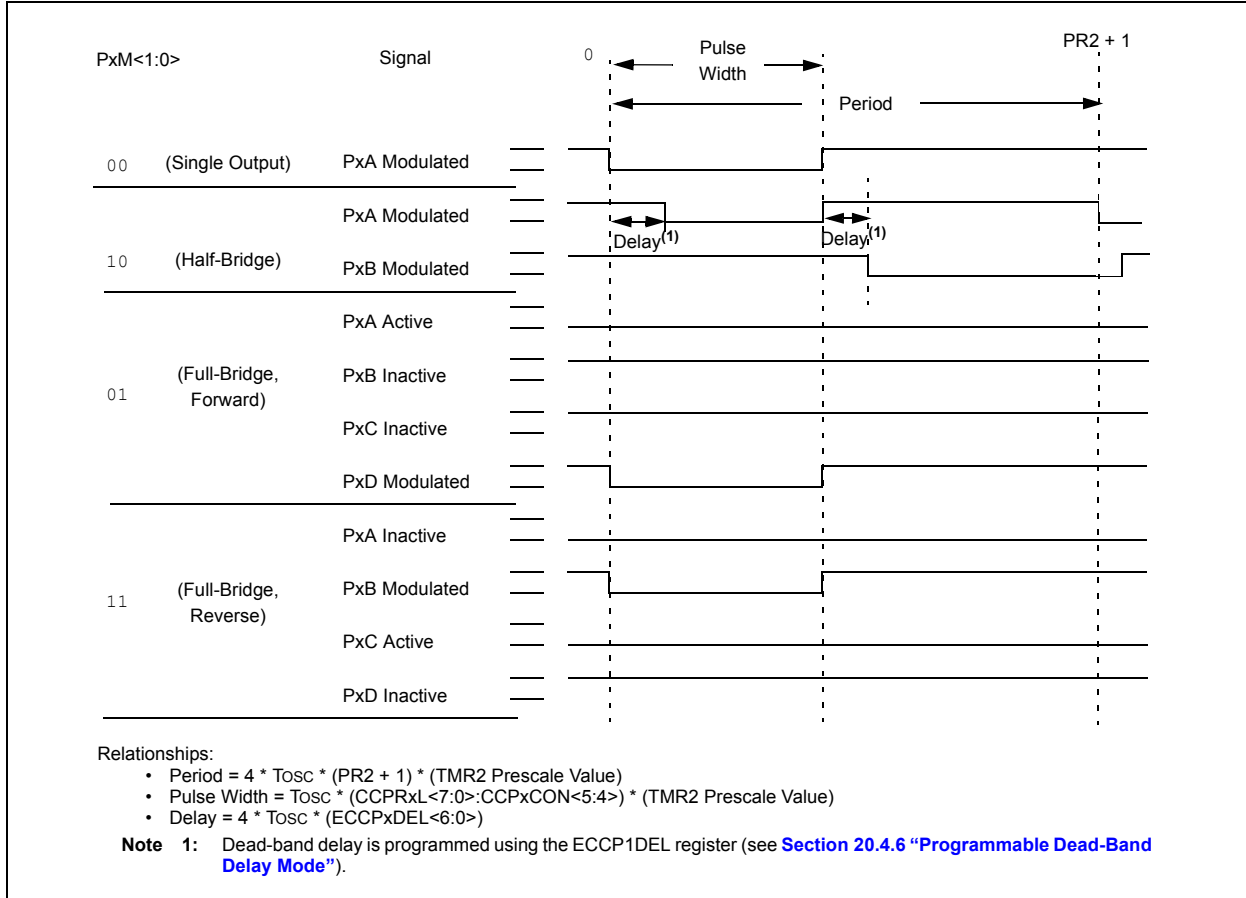 PxM<1:0> Signal 0 Pulse Width PR2 + 1
Period
00 (Single Output) PxA Modulated
PxA Modulated
Delay(1) Delay(1)
10 (Half-Bridge) PxB Modulated
PxA Active
PxB Inactive
01 (Full-Bridge, Forward)
PxC Inactive
PxD Modulated
PxA Inactive
PxB Modulated
11 (Full-Bridge, Reverse)
PxC Active
PxD Inactive
Relationships:
• Period = 4 * TOSC * (PR2 + 1) * (TMR2 Prescale Value)
• Pulse Width = TOSC * (CCPRxL<7:0>:CCPxCON<5:4>) * (TMR2 Prescale Value)
• Delay = 4 * TOSC * (ECCPxDEL<6:0>)
Note 1: Dead-band delay is programmed using the ECCP1DEL register (see Section 20.4.6 “Programmable Dead-Band
Delay Mode”).